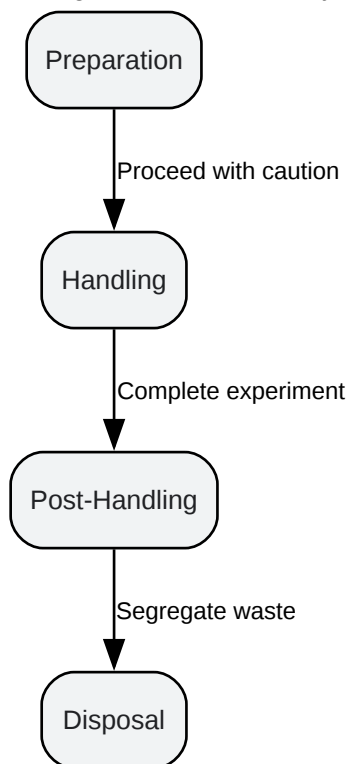 Preparation
Proceed with caution
Handling
Complete experiment
Post-Handling
Segregate waste
Disposal